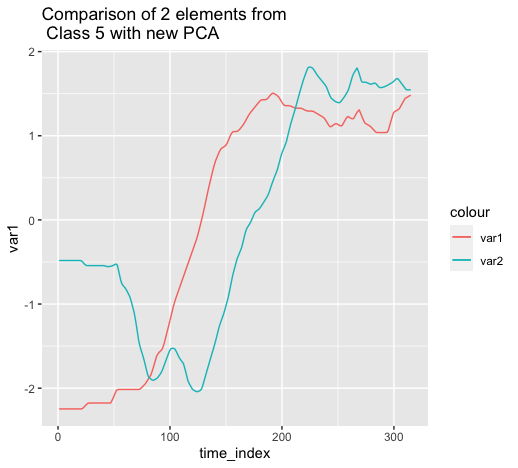 Comparison of 2 elements from
Class 5 with new PCA
2
1
0
-1
-2
var1
0 100 200 300
time_index
colour
var1
var2